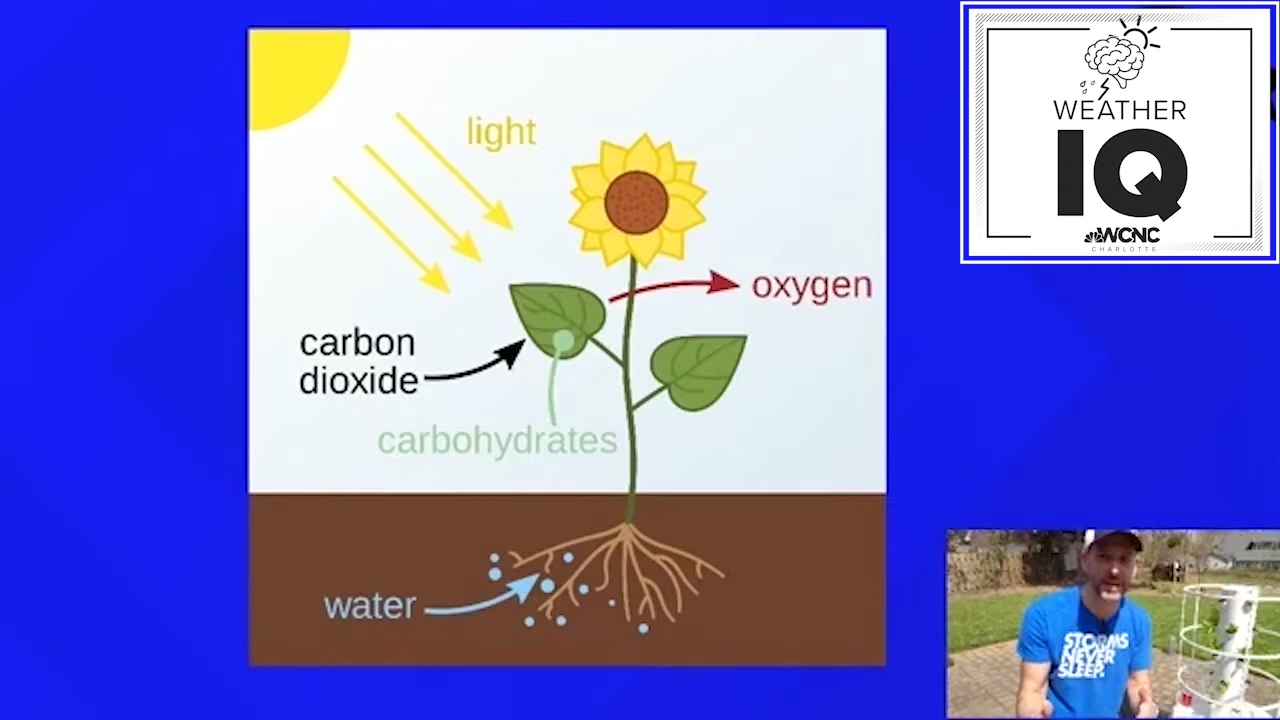 light
oxygen
carbon
dioxide
carbohydrates
water
WEATHER
IQ
WCNC
CHARLOTTE
STORMS
NEVER
SLEEP.